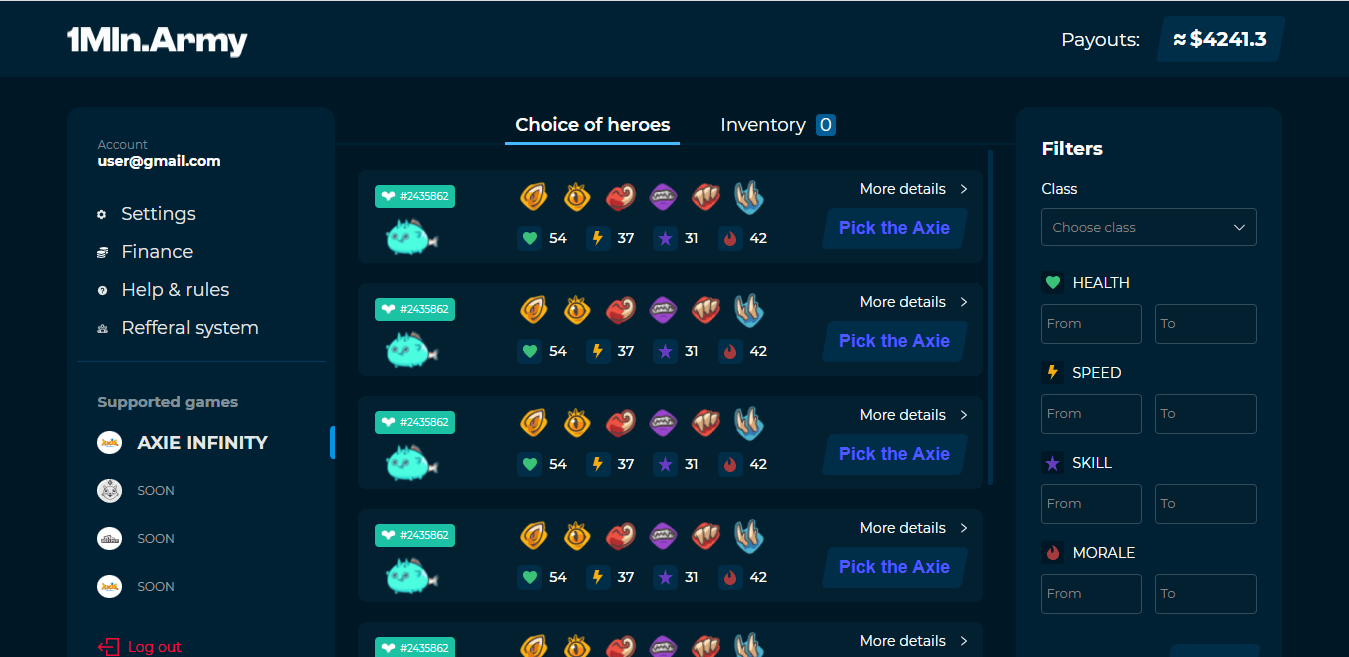 1Mln.Army
Payouts:
≈ $4241.3
Account
user@gmail.com
Settings
Finance
Help & rules
Refferal system
Supported games
AXIE INFINITY
SOON
SOON
SOON
Log out
Choice of heroes
Inventory 0
#2435862
More details
54 37 31 42
Pick the Axie
#2435862
More details
54 37 31 42
Pick the Axie
#2435862
More details
54 37 31 42
Pick the Axie
#2435862
More details
54 37 31 42
Pick the Axie
#2435862
More details
Filters
Class
Choose class
HEALTH
From To
SPEED
From To
SKILL
From To
MORALE
From To